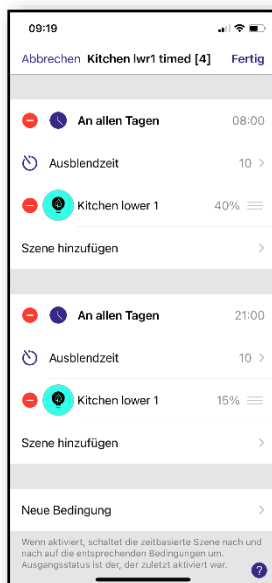 09:19
Abbrechen Kitchen lwr1 timed [4] Fertig
An allen Tagen 08:00
Ausblendzeit 10
Kitchen lower 1 40%
Szene hinzufügen
An allen Tagen 21:00
Ausblendzeit 10
Kitchen lower 1 15%
Szene hinzufügen
Neue Bedingung
Wenn aktiviert, schaltet die zeitbasierte Szene nach und
nach auf die entsprechenden Bedingungen um.
Ausgangsstatus ist der, der zuletzt aktiviert war.
?